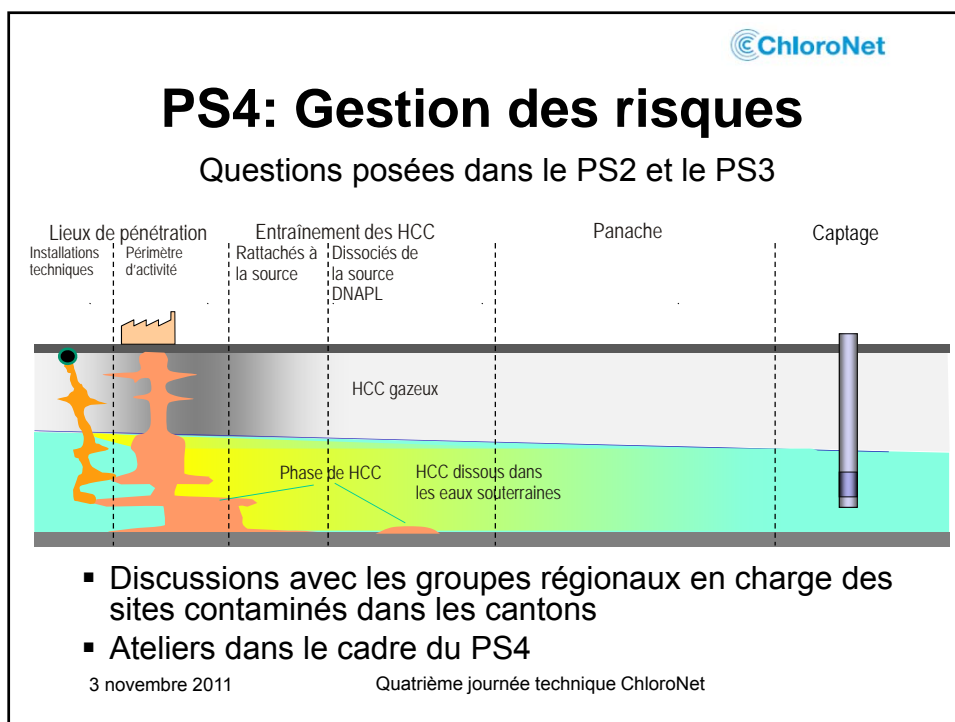 ChloroNet
PS4: Gestion des risques
Questions posées dans le PS2 et le PS3
Lieux de pénétration
Entraînement des HCC
Panache
Captage
Installations
techniques
Périmètre
d'activité
Rattachés à
la source
Dissociés de
la source
DNAPL
HCC gazeux
Phase de HCC
HCC dissous dans
les eaux souterraines
▪ Discussions avec les groupes régionaux en charge des
sites contaminés dans les cantons
▪ Ateliers dans le cadre du PS4
3 novembre 2011
Quatrième journée technique ChloroNet